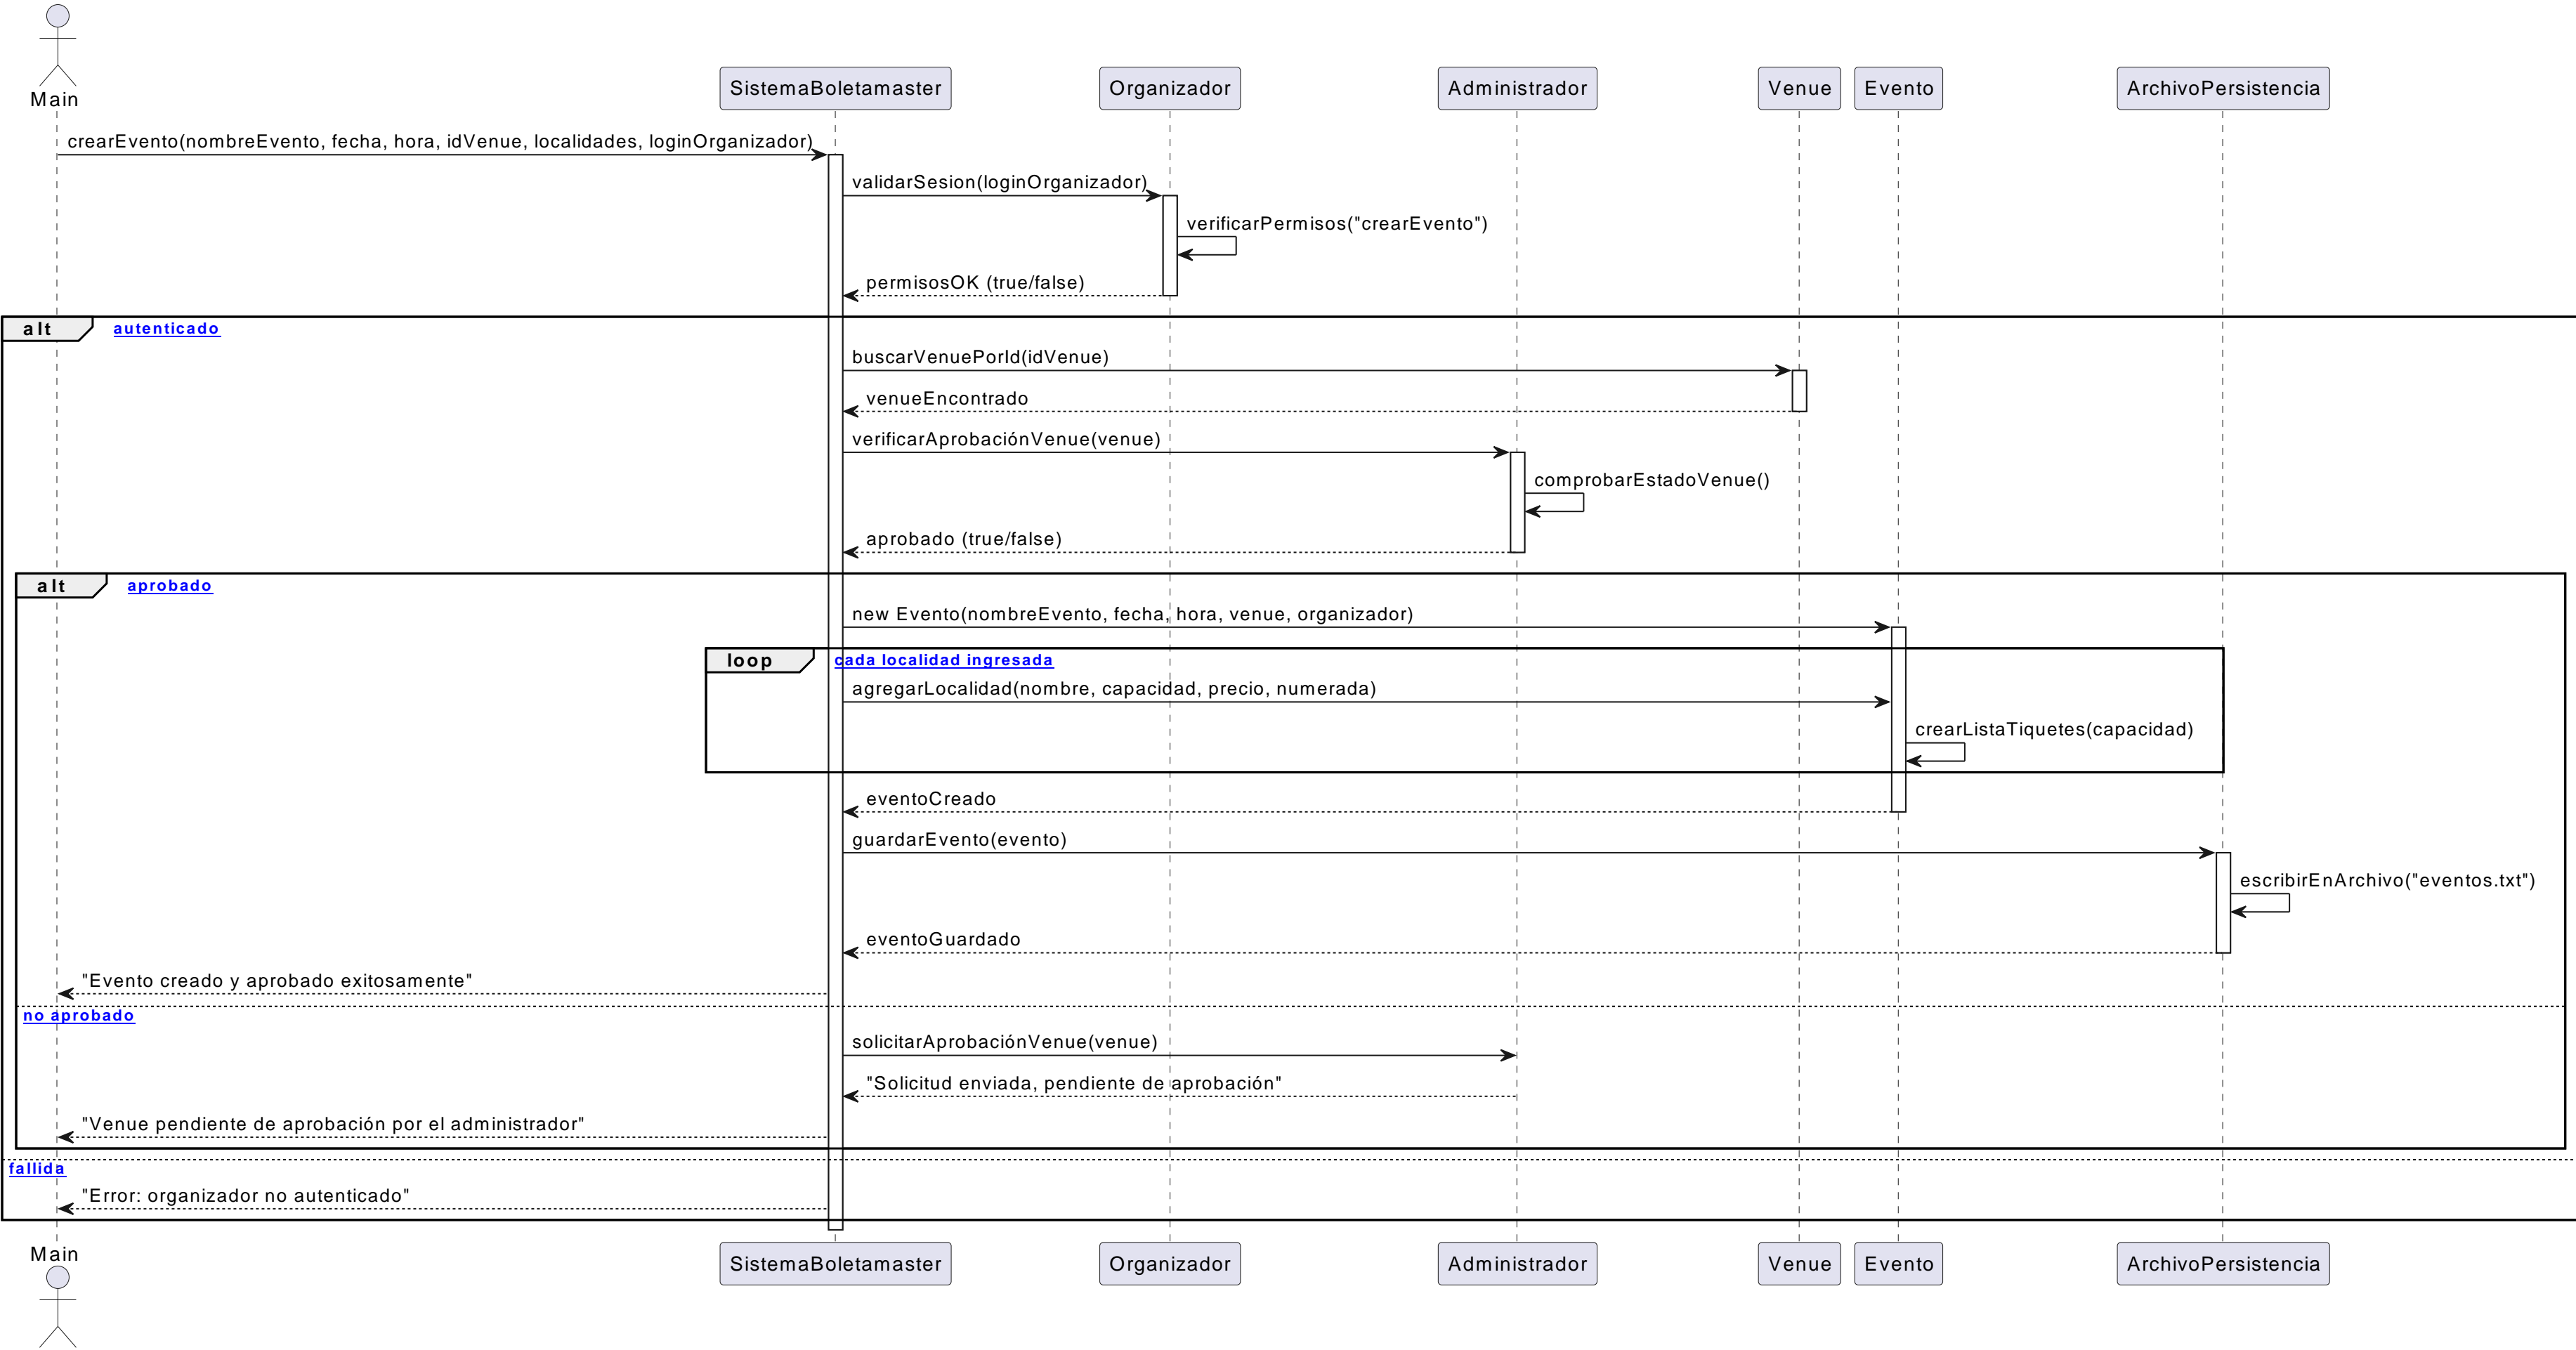 Main
SistemaBoletamaster
Organizador
Administrador
Venue
Evento
ArchivoPersistencia
crearEvento(nombreEvento, fecha, hora, idVenue, localidades, loginOrganizador)
validarSesion(loginOrganizador)
verificarPermisos("crearEvento")
permisosOK (true/false)
alt
autenticado
buscarVenuePorId(idVenue)
venueEncontrado
verificarAprobaciónVenue(venue)
comprobarEstadoVenue()
aprobado (true/false)
alt
aprobado
new Evento(nombreEvento, fecha, hora, venue, organizador)
loop
cada localidad ingresada
agregarLocalidad(nombre, capacidad, precio, numerada)
crearListaTiquetes(capacidad)
eventoCreado
guardarEvento(evento)
escribirEnArchivo("eventos.txt")
eventoGuardado
"Evento creado y aprobado exitosamente"
no aprobado
solicitarAprobaciónVenue(venue)
"Solicitud enviada, pendiente de aprobación"
"Venue pendiente de aprobación por el administrador"
fallida
"Error: organizador no autenticado"
Main
SistemaBoletamaster
Organizador
Administrador
Venue
Evento
ArchivoPersistencia